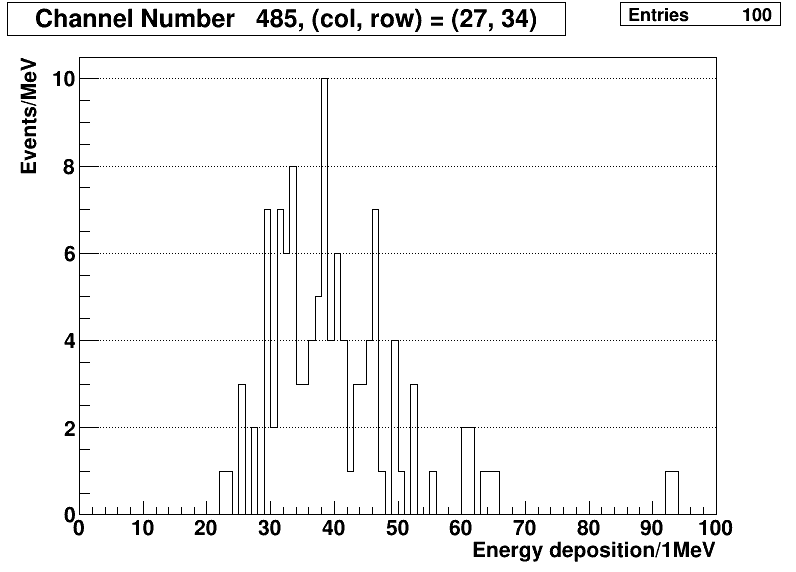 Channel Number 485, (col, row) = (27, 34)
Entries 100
Events/MeV
10
8
6
4
2
0
0 10 20 30 40 50 60 70 80 90 100
Energy deposition/1MeV